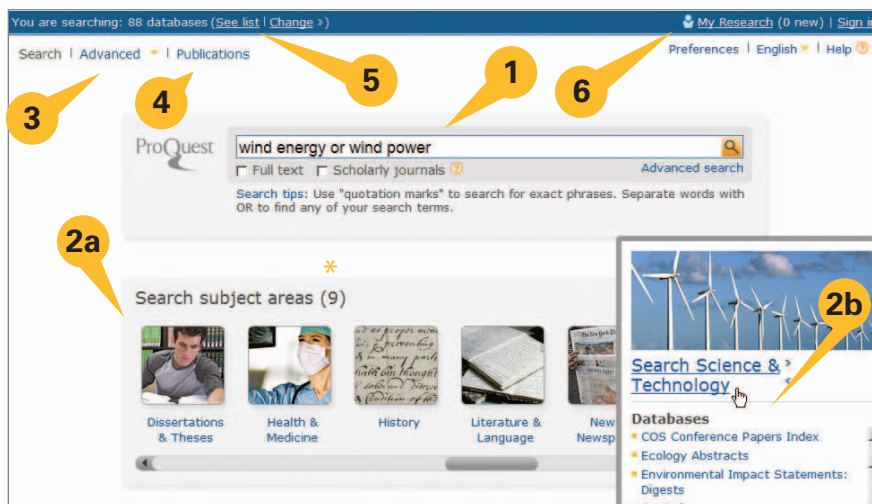 You are searching: 88 databases (See list | Change >)
My Research (0 new) | Sign in
Search | Advanced | Publications
Preferences | English | Help ?
5
6
1
3
4
ProQuest
wind energy or wind power
Full text Scholarly journals ?
Advanced search
Search tips: Use "quotation marks" to search for exact phrases. Separate words with
OR to find any of your search terms.
2a
*
2b
Search subject areas (9)
Dissertations
& Theses
Health &
Medicine
History
Literature &
Language
New
Newsp
Search Science &
Technology
Databases
COS Conference Papers Index
Ecology Abstracts
Environmental Impact Statements:
Digests